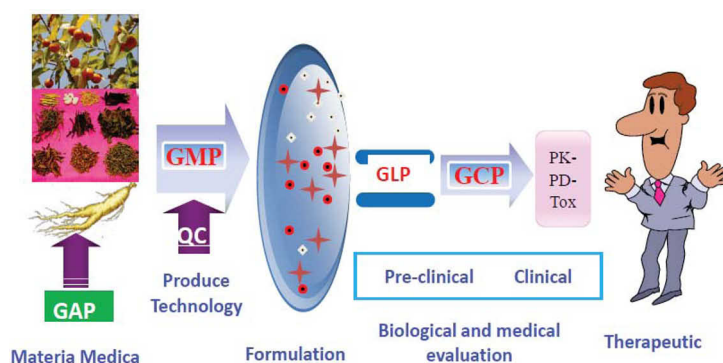 GMP
GLP
GCP
PK-
PD-
Tox
QC
GAP
Produce
Technology
Pre-clinical Clinical
Materia Medica
Formulation
Biological and medical
evaluation
Therapeutic